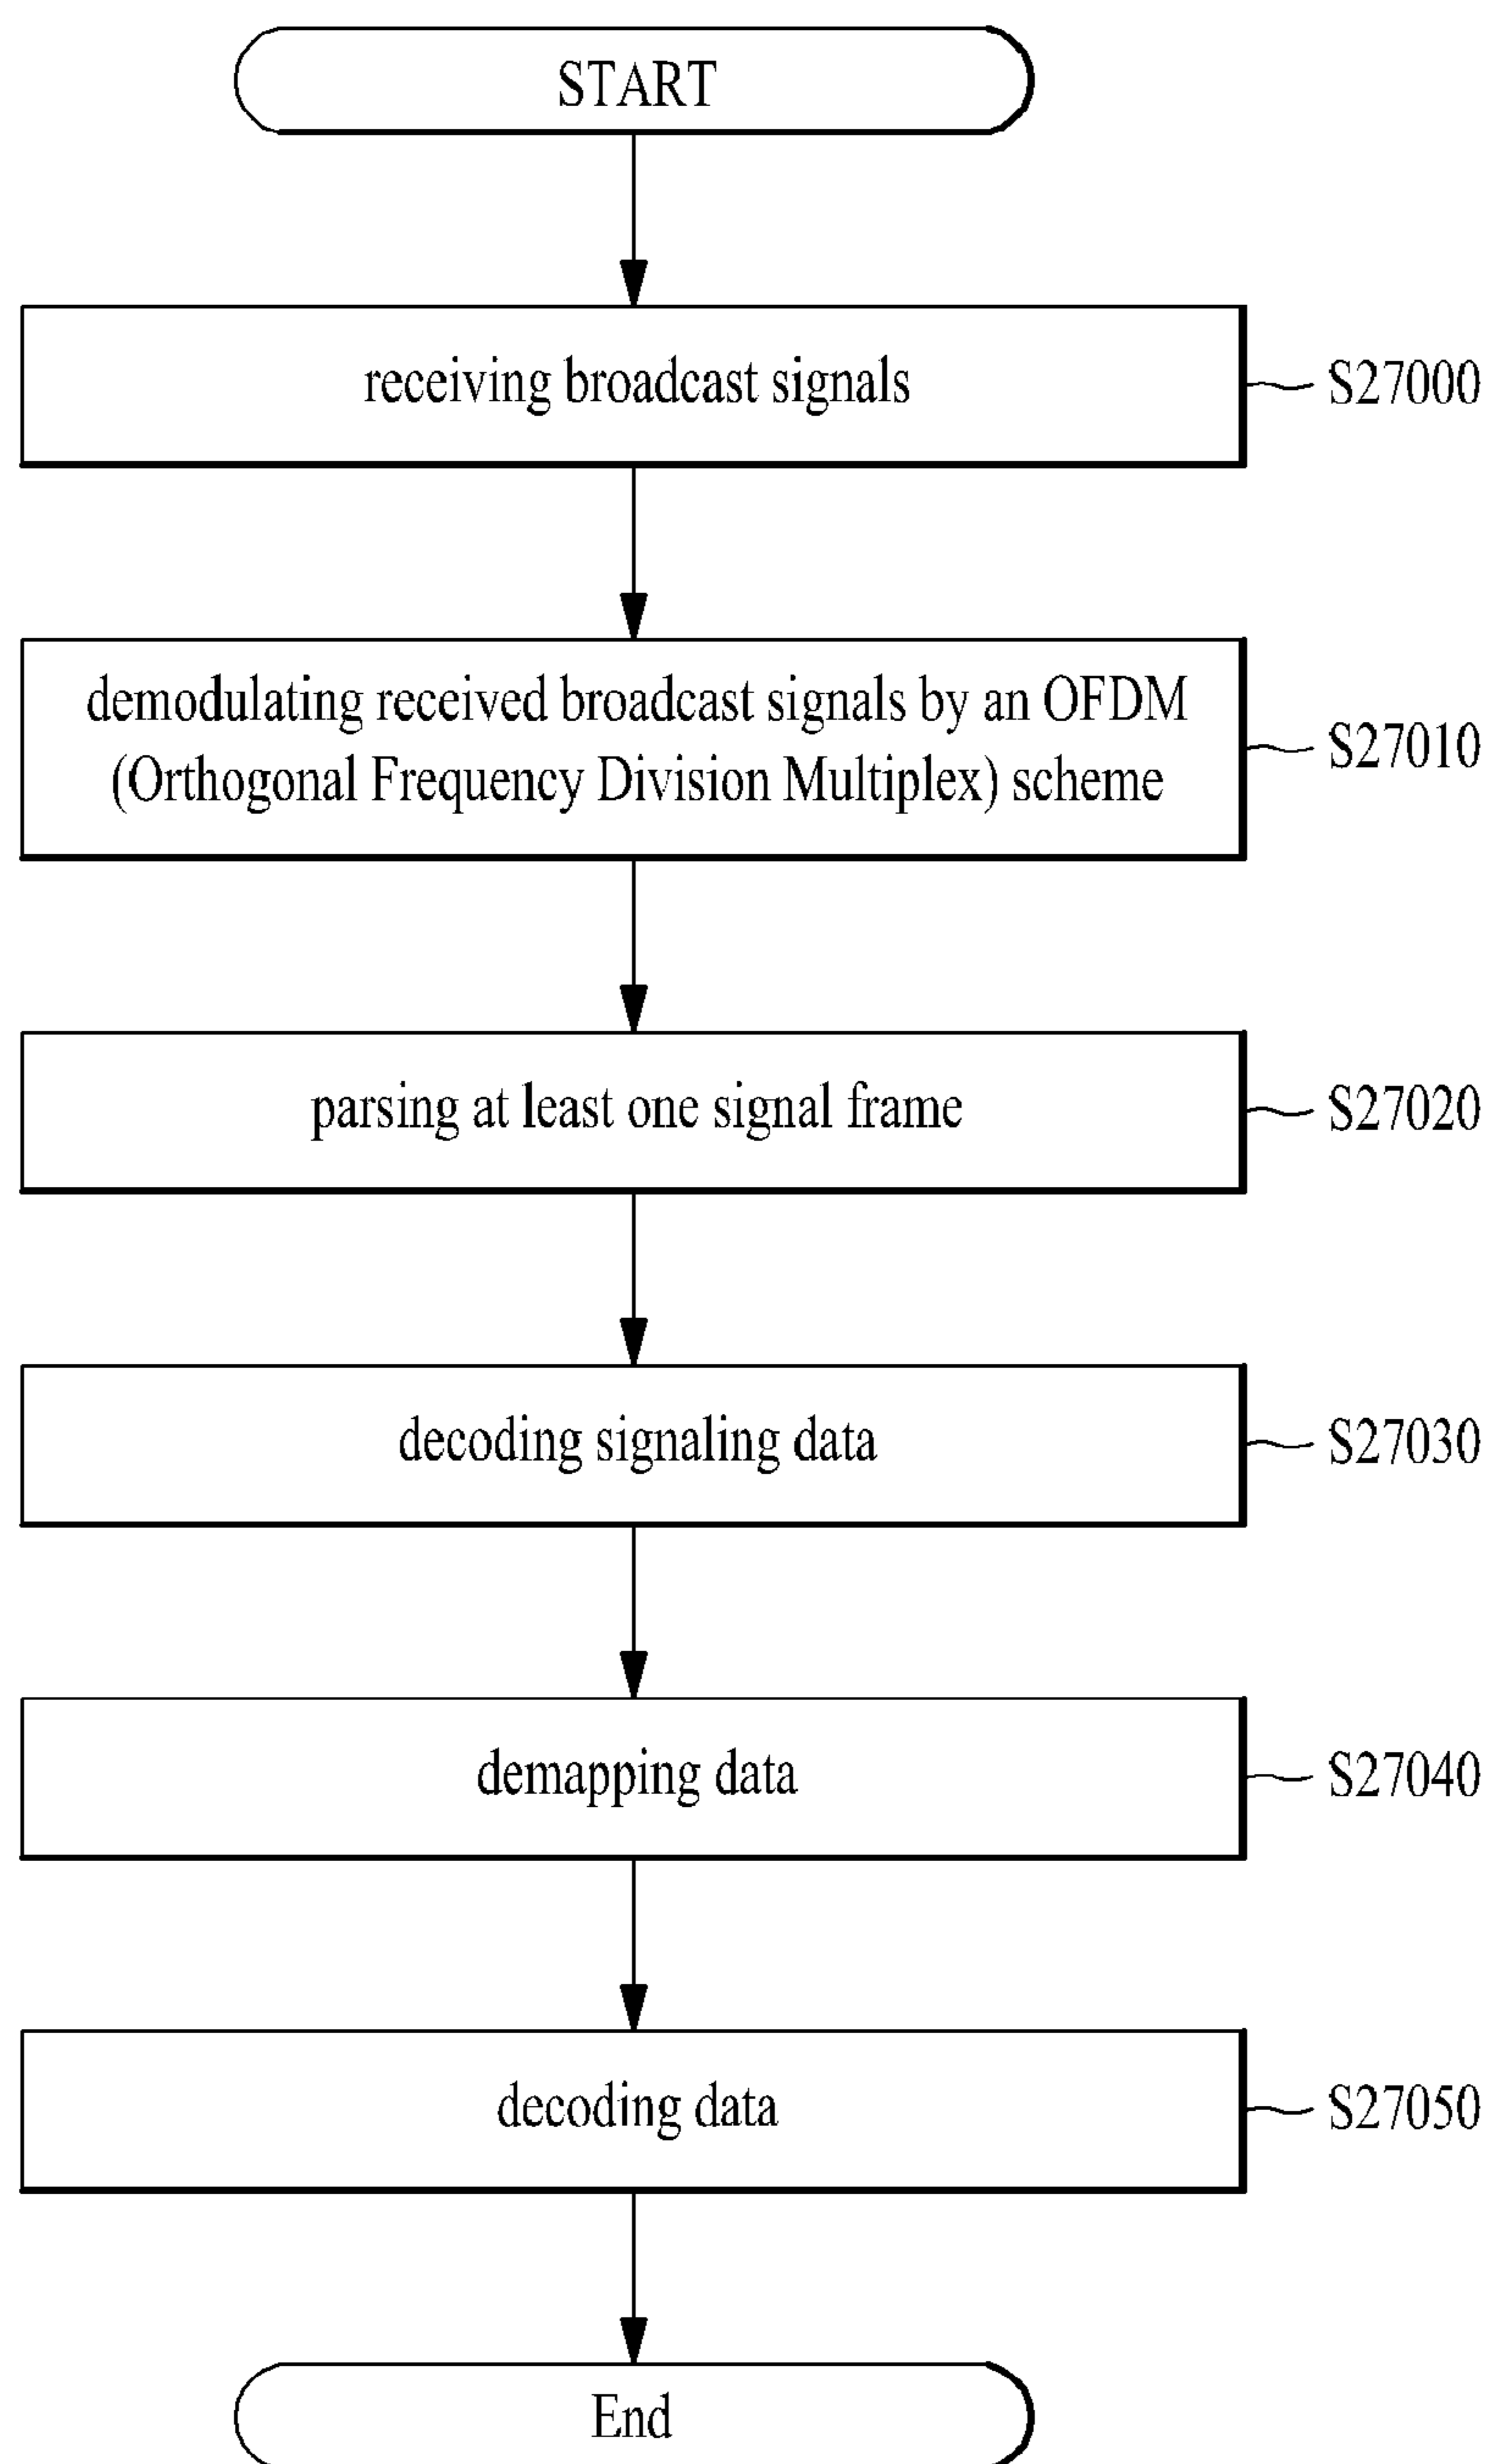 START
receiving broadcast signals
S27000
demodulating received broadcast signals by an OFDM
(Orthogonal Frequency Division Multiplex) scheme
S27010
parsing at least one signal frame
S27020
decoding signaling data
S27030
demapping data
S27040
decoding data
S27050
End